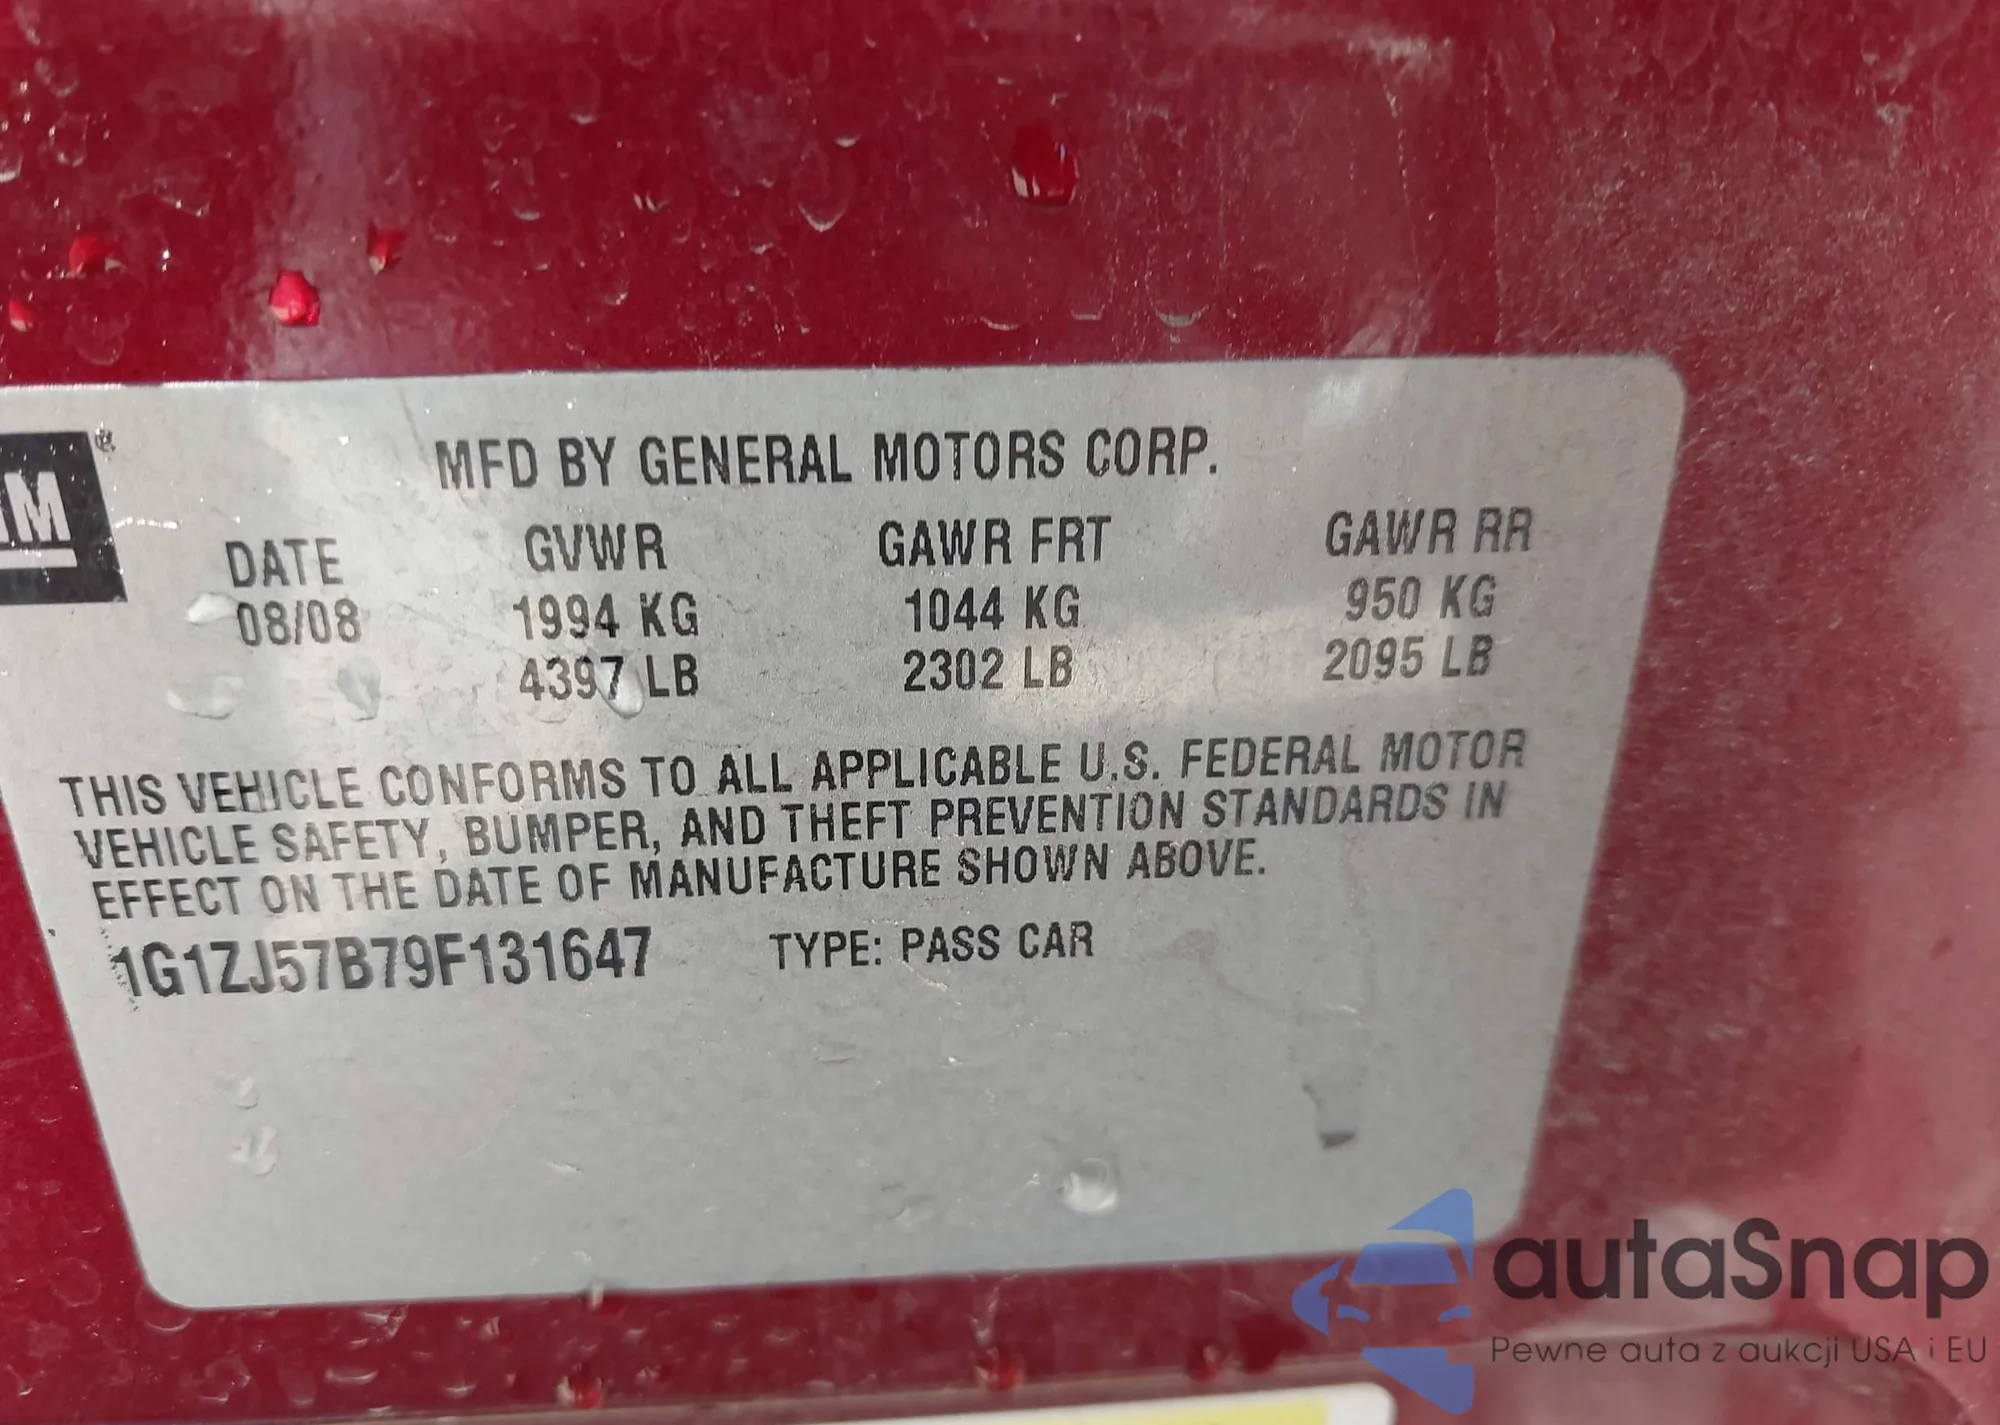 MFD BY GENERAL MOTORS CORP.
DATE GVWR GAWR FRT GAWR RR
08/08 1994 KG 1044 KG 950 KG
4397 LB 2302 LB 2095 LB
THIS VEHICLE CONFORMS TO ALL APPLICABLE U.S. FEDERAL MOTOR
VEHICLE SAFETY, BUMPER, AND THEFT PREVENTION STANDARDS IN
EFFECT ON THE DATE OF MANUFACTURE SHOWN ABOVE.
1G1ZJ57B79F131647 TYPE: PASS CAR
autaSnap
Pewne auta z aukcji USA i EU